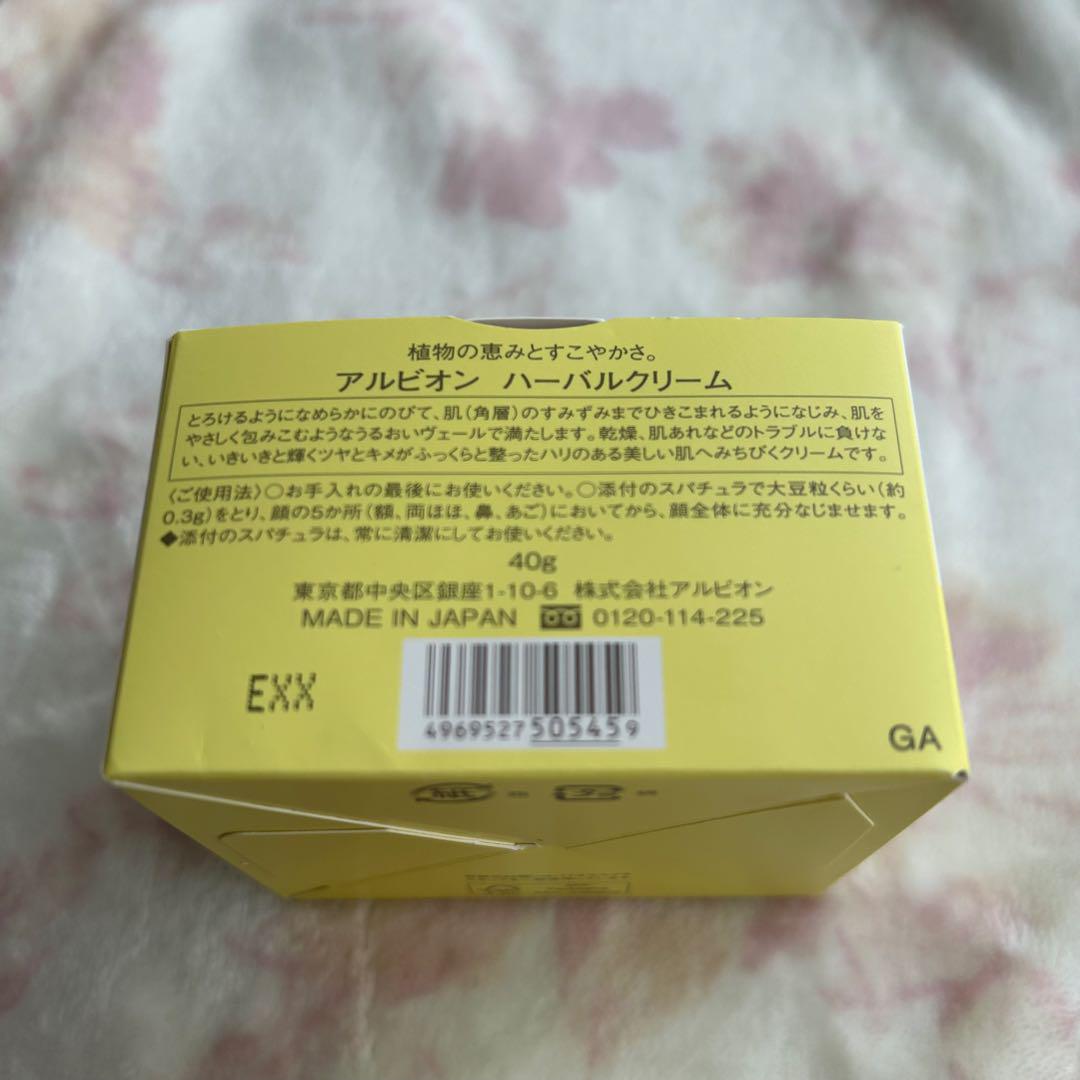 植物の恵みとすこやかさ。
アルビオン ハーバルクリーム
とろけるようになめらかにのびて、肌(角層)のすみずみまでひきこまれるようになじみ、肌を
やさしく包みこむようなうるおいヴェールで満たします。乾燥、肌あれなどのトラブルに負けな
い、いきいきと輝くツヤとキメがふっくらと整ったハリのある美しい肌へみちびくクリームです。
〈ご使用法〉○お手入れの最後にお使いください。○添付のスパチュラで大豆粒くらい(約
0.3g)をとり、顔の5か所(額、両ほほ、鼻、あご)においてから、顔全体に充分なじませます。
◆添付のスパチュラは、常に清潔にしてお使いください。
40g
東京都中央区銀座1-10-6 株式会社アルビオン
MADE IN JAPAN 0120-114-225
EXX
4969527505459
GA